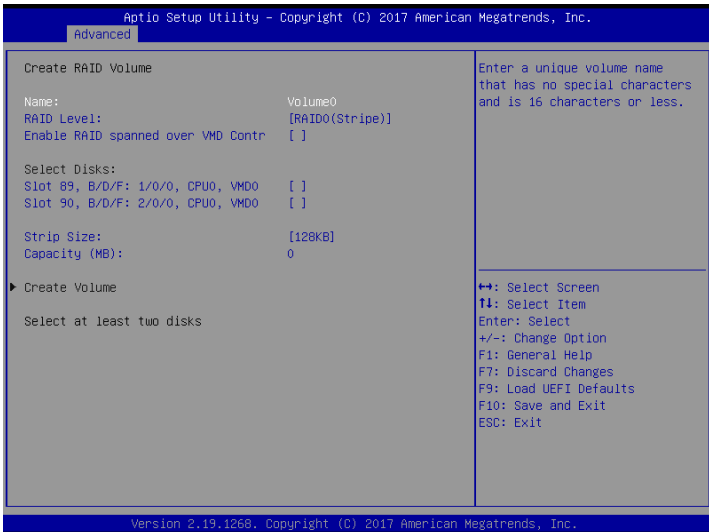 Aptio Setup Utility – Copyright (C) 2017 American Megatrends, Inc.
Advanced
Create RAID Volume
Name: Volume0
RAID Level: [RAID0(Stripe)]
Enable RAID spanned over VMD Contr [ ]
Select Disks:
Slot 89, B/D/F: 1/0/0, CPU0, VMD0 [ ]
Slot 90, B/D/F: 2/0/0, CPU0, VMD0 [ ]
Strip Size: [128KB]
Capacity (MB): 0
▶ Create Volume
Select at least two disks
Enter a unique volume name
that has no special characters
and is 16 characters or less.
↔: Select Screen
↑↓: Select Item
Enter: Select
+/-: Change Option
F1: General Help
F7: Discard Changes
F9: Load UEFI Defaults
F10: Save and Exit
ESC: Exit
Version 2.19.1268. Copyright (C) 2017 American Megatrends, Inc.